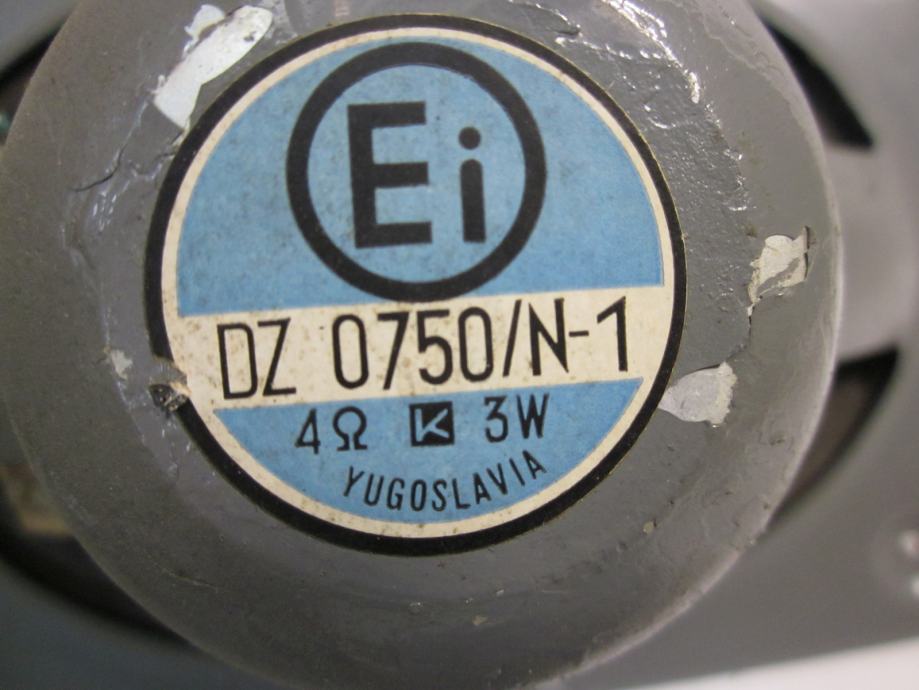 Ei
DZ 0750/N-1
4Ω K 3W
YUGOSLAVIA